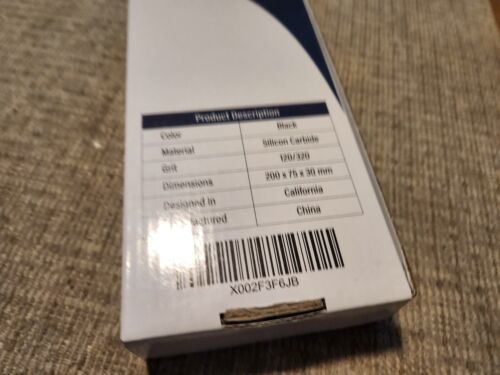 Product Description
Color Black
Material Silicon Carbide
Grit 120/320
Dimensions 200 x 75 x 30 mm
Designed in California
China
X002F3F6JB